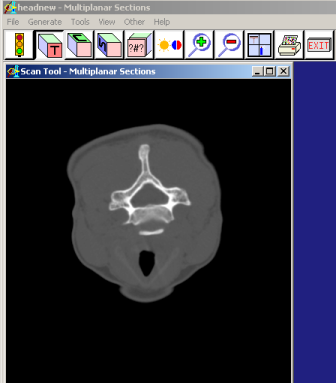 headnew - Multiplanar Sections
File Generate Tools View Other Help
T
?#?
EXIT
Scan Tool - Multiplanar Sections